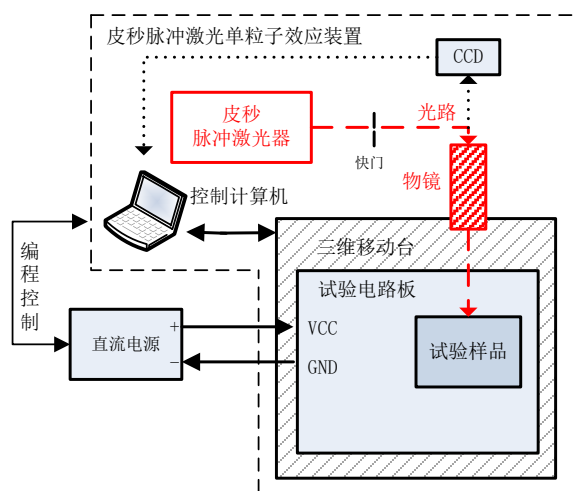 皮秒脉冲激光单粒子效应装置
CCD
皮秒
脉冲激光器
光路
快门
物镜
控制计算机
三维移动台
编程控制
试验电路板
直流电源
+
−
VCC
GND
试验样品